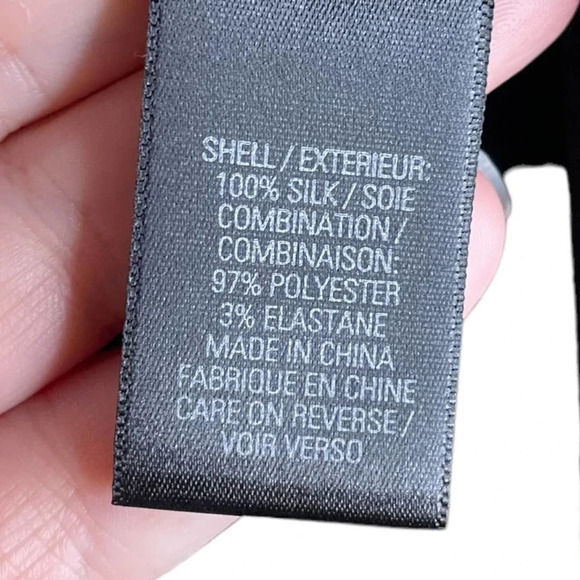 SHELL / EXTERIEUR:
100% SILK / SOIE
COMBINATION /
COMBINAISON:
97% POLYESTER
3% ELASTANE
MADE IN CHINA
FABRIQUE EN CHINE
CARE ON REVERSE /
VOIR VERSO